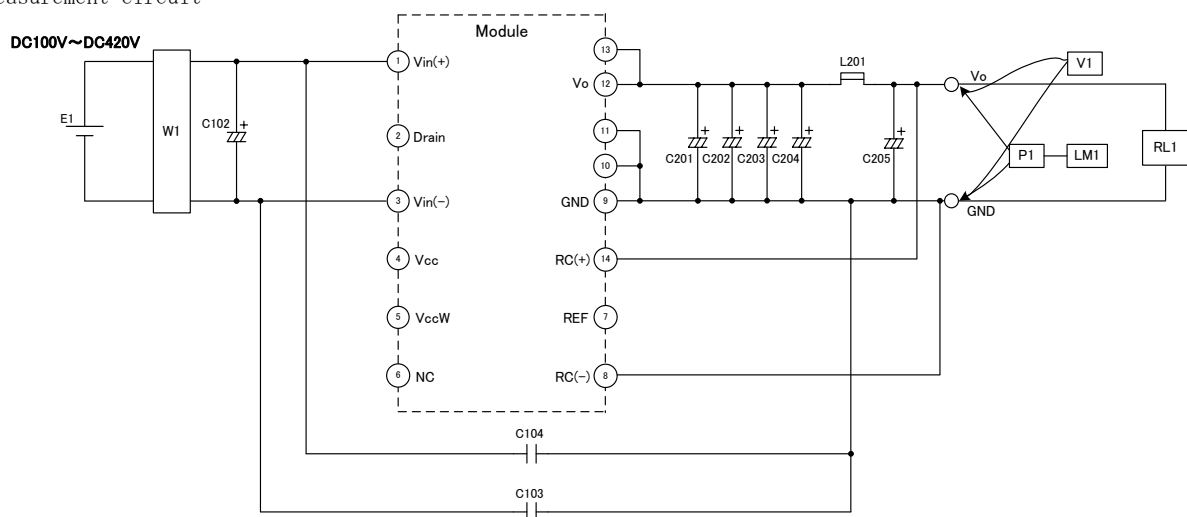 easurement circuit
DC100V～DC420V
Module
E1
W1
C102
1 Vin(+)
2 Drain
3 Vin(-)
4 Vcc
5 VccW
6 NC
13
Vo 12
11
10
GND 9
RC(+) 14
REF 7
RC(-) 8
C201
C202
C203
C204
L201
C205
Vo
GND
V1
P1
LM1
RL1
C104
C103